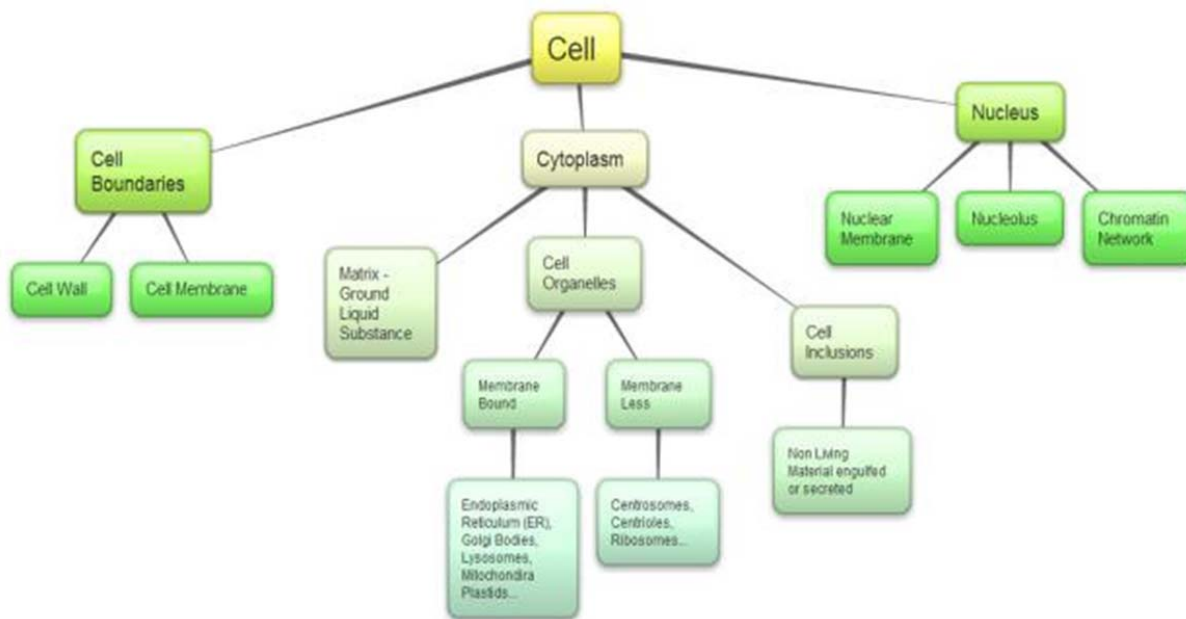 Cell
Nucleus
Cell
Boundaries
Cytoplasm
Nuclear
Membrane
Nucleolus
Chromatin
Network
Cell Wall
Cell Membrane
Matrix -
Ground
Liquid
Substance
Cell
Organelles
Cell
Inclusions
Membrane
Bound
Membrane
Less
Non Living
Material engulfed
or secreted
Endoplasmic
Reticulum (ER),
Golgi Bodies,
Lysosomes,
Mitochondira
Plastids...
Centrosomes,
Centrioles,
Ribosomes...